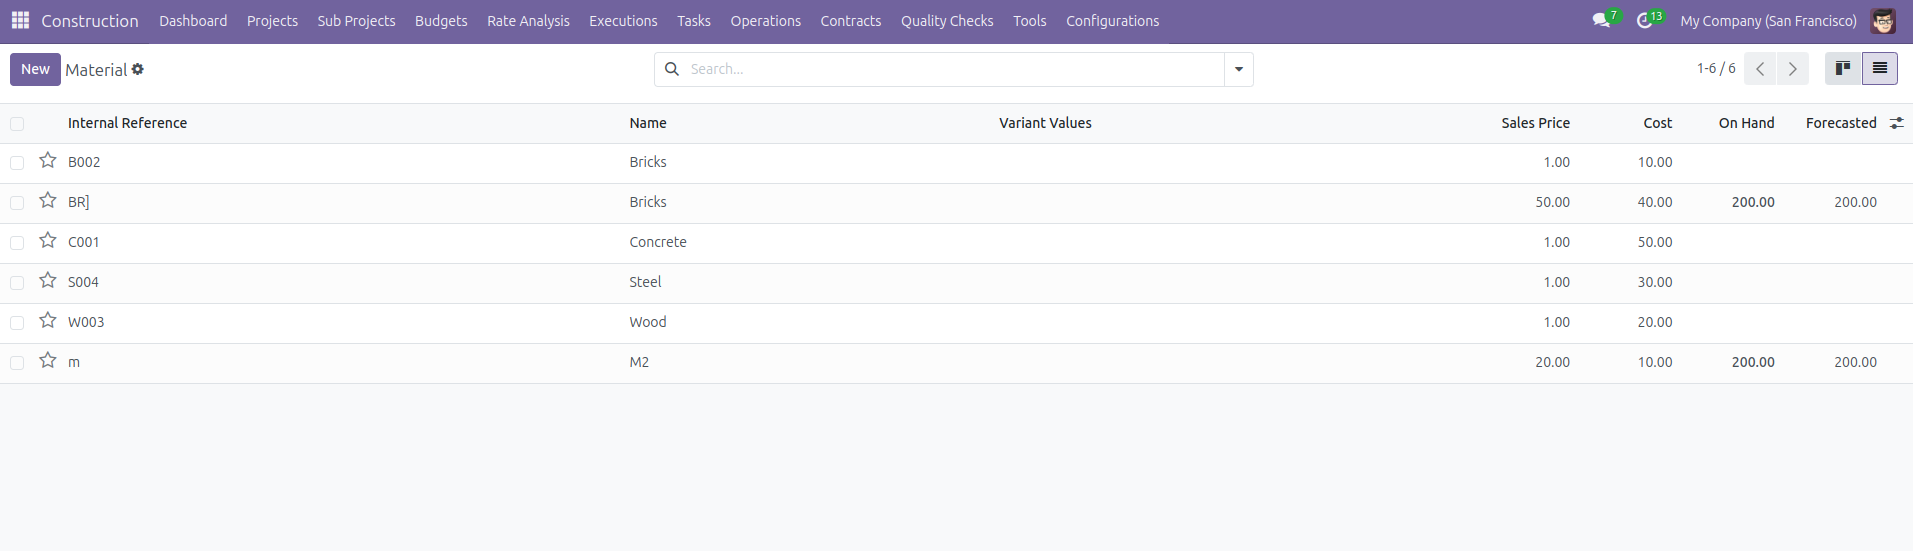 Construction Dashboard Projects Sub Projects Budgets Rate Analysis Executions Tasks Operations Contracts Quality Checks Tools Configurations 7 13 My Company (San Francisco)
New Material Search... 1-6 / 6
Internal Reference Name Variant Values Sales Price Cost On Hand Forecasted
B002 Bricks 1.00 10.00
BR] Bricks 50.00 40.00 200.00 200.00
C001 Concrete 1.00 50.00
S004 Steel 1.00 30.00
W003 Wood 1.00 20.00
m M2 20.00 10.00 200.00 200.00